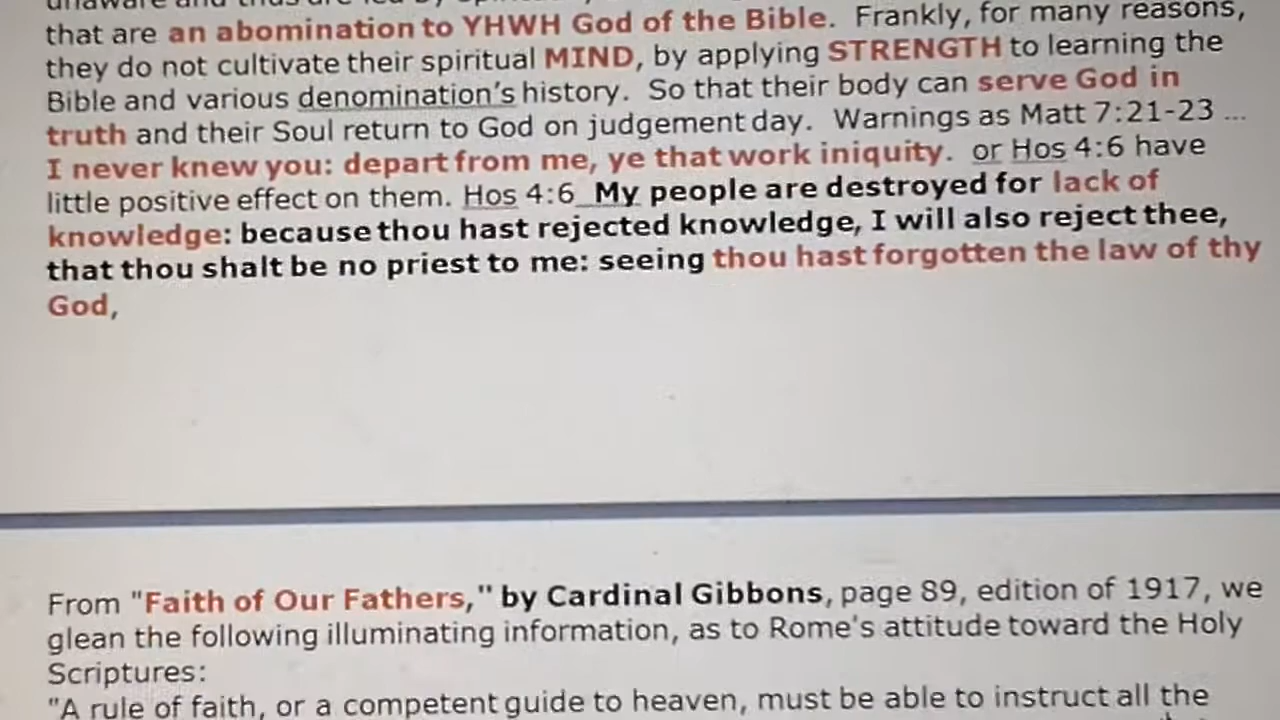 that are an abomination to YHWH God of the Bible.  Frankly, for many reasons,
they do not cultivate their spiritual MIND, by applying STRENGTH to learning the
Bible and various denomination's history.  So that their body can serve God in
truth and their Soul return to God on judgement day.  Warnings as Matt 7:21-23 ...
I never knew you: depart from me, ye that work iniquity.  or Hos 4:6 have
little positive effect on them. Hos 4:6  My people are destroyed for lack of
knowledge: because thou hast rejected knowledge, I will also reject thee,
that thou shalt be no priest to me: seeing thou hast forgotten the law of thy
God,
From "Faith of Our Fathers," by Cardinal Gibbons, page 89, edition of 1917, we
glean the following illuminating information, as to Rome's attitude toward the Holy
Scriptures:
"A rule of faith, or a competent guide to heaven, must be able to instruct all the